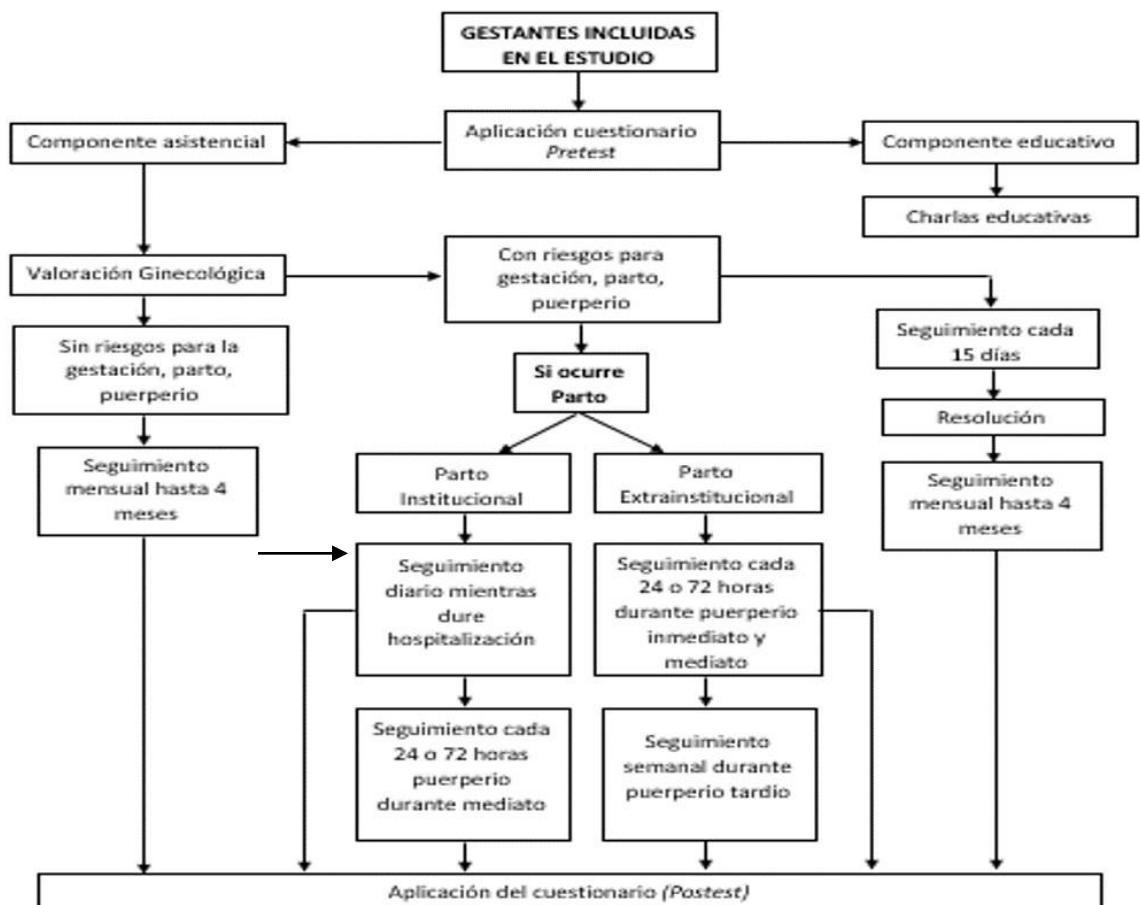 GESTANTES INCLUIDAS
EN EL ESTUDIO
Componente asistencial
Aplicación cuestionario
Pretest
Componente educativo
Charlas educativas
Valoración Ginecológica
Con riesgos para
gestación, parto,
puerperio
Sin riesgos para la
gestación, parto,
puerperio
Seguimiento cada
15 días
Si ocurre
Parto
Resolución
Seguimiento
mensual hasta 4
meses
Parto
Institucional
Parto
Extrainstitucional
Seguimiento
mensual hasta 4
meses
Seguimiento
diario mientras
dure
hospitalización
Seguimiento cada
24 o 72 horas
durante puerperio
inmediato y
mediato
Seguimiento cada
24 o 72 horas
puerperio
durante mediato
Seguimiento
semanal durante
puerperio tardío
Aplicación del cuestionario (Postest)